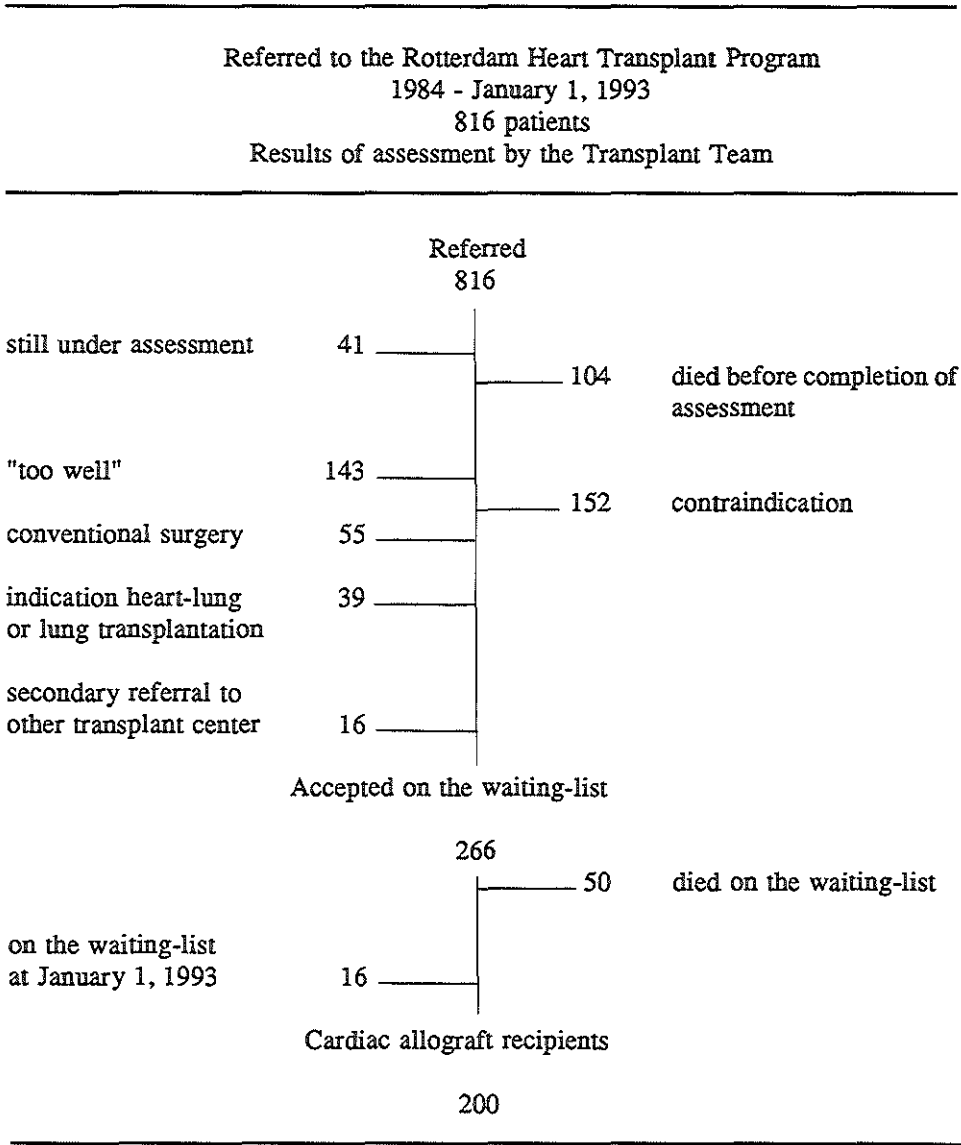 Referred to the Rotterdam Heart Transplant Program
1984 - January 1, 1993
816 patients
Results of assessment by the Transplant Team
Referred
816
still under assessment 41
104 died before completion of
assessment
"too well" 143
152 contraindication
conventional surgery 55
indication heart-lung 39
or lung transplantation
secondary referral to
other transplant center 16
Accepted on the waiting-list
266
50 died on the waiting-list
on the waiting-list
at January 1, 1993 16
Cardiac allograft recipients
200